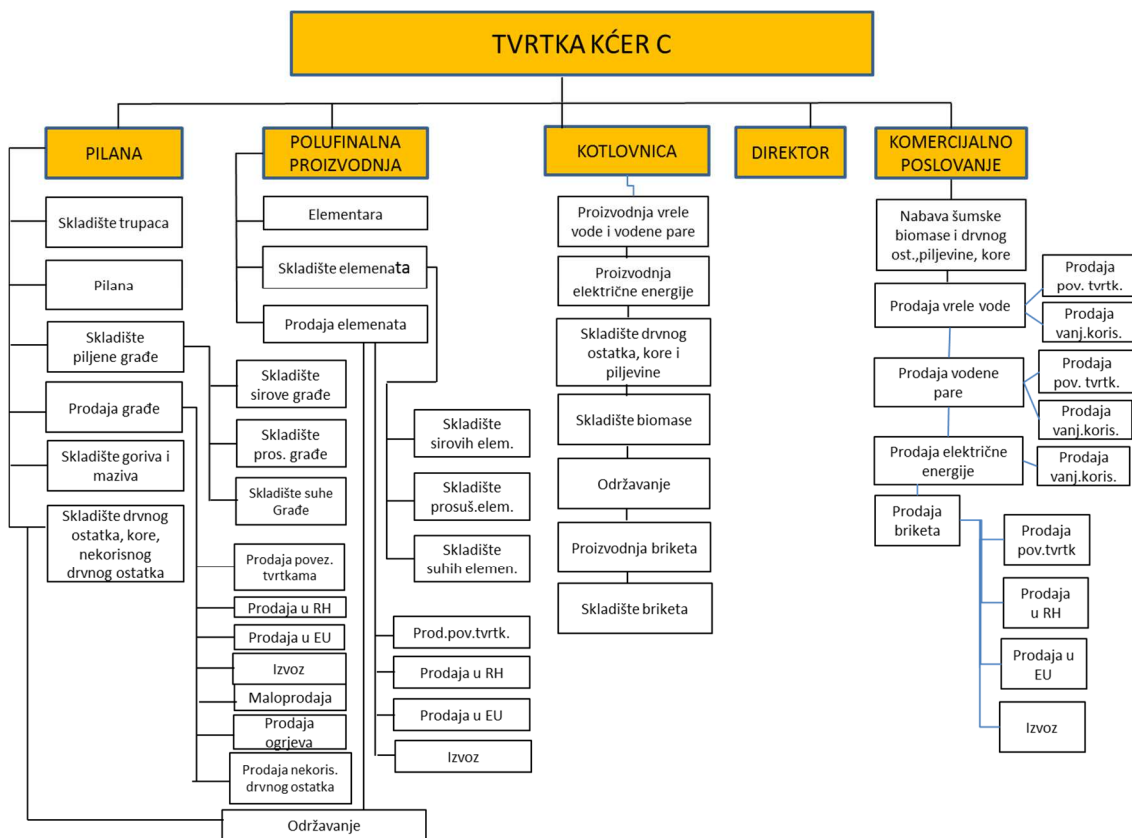 TVRTKA KĆER C
PILANA
Skladište trupaca
Pilana
Skladište
piljene građe
Prodaja građe
Skladište goriva i
maziva
Skladište drvnog
ostatka, kore,
nekorisnog
drvnog ostatka
Skladište
sirove građe
Skladište
pros. građe
Skladište suhe
Građe
Prodaja povez.
tvrtkama
Prodaja u RH
Prodaja u EU
Izvoz
Maloprodaja
Prodaja
ogrjeva
Prodaja nekoris.
drvnog ostatka
Održavanje
POLUFINALNA
PROIZVODNJA
Elementara
Skladište elemenata
Prodaja elemenata
Skladište
sirovih elem.
Skladište
prosuš.elem.
Skladište
suhih elemen.
Prod.pov.tvrtk.
Prodaja u RH
Prodaja u EU
Izvoz
KOTLOVNICA
Proizvodnja vrele
vode i vodene pare
Proizvodnja
električne energije
Skladište drvnog
ostatka, kore i
piljevine
Skladište biomase
Održavanje
Proizvodnja briketa
Skladište briketa
DIREKTOR
KOMERCIJALNO
POSLOVANJE
Nabava šumske
biomase i drvnog
ost.,piljevine, kore
Prodaja vrele vode
Prodaja
pov. tvrtk.
Prodaja
vanj.koris.
Prodaja vodene
pare
Prodaja
pov. tvrtk.
Prodaja
vanj.koris.
Prodaja električne
energije
Prodaja
vanj.koris.
Prodaja
briketa
Prodaja
pov.tvrtk
Prodaja
u RH
Prodaja u
EU
Izvoz